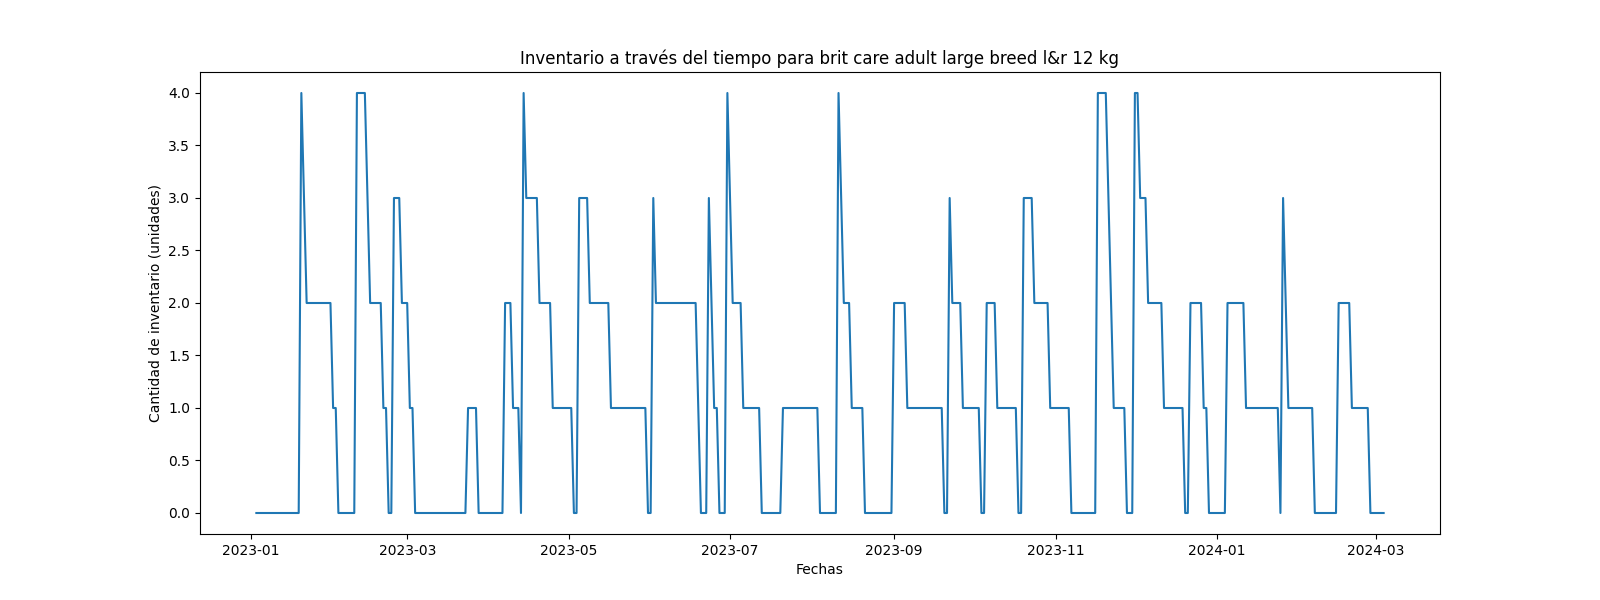 Inventario a través del tiempo para brit care adult large breed l&r 12 kg
Cantidad de inventario (unidades)
4.0
3.5
3.0
2.5
2.0
1.5
1.0
0.5
0.0
2023-01 2023-03 2023-05 2023-07 2023-09 2023-11 2024-01 2024-03
Fechas